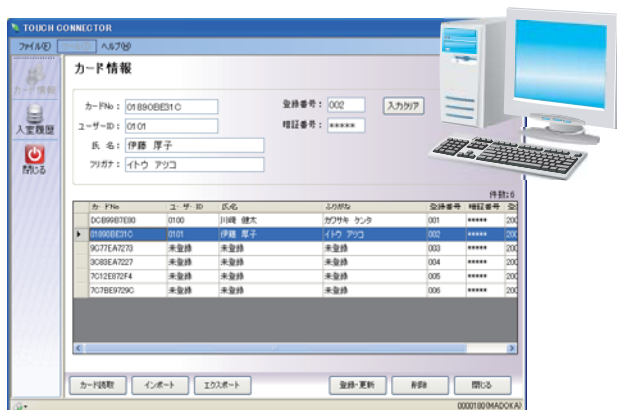 TOUCH CONNECTOR
ファイル(F) ヘルプ(H)
カード情報
入室履歴
閉じる
カード情報
カードNo： 01890BE31C 登録番号： 002 入力クリア
ユーザーID： 0101 暗証番号： *****
氏 名： 伊藤 厚子
フリガナ： イトウ アツコ
件数:6
カードNo ユーザーID 氏名 ふりがな 登録番号 暗証番号 登
DCB99B7E80 0100 川崎 健太 カワサキ ケンタ 001 ***** 200
01890BE31C 0101 伊藤 厚子 イトウ アツコ 002 ***** 200
9C77EA7273 未登録 未登録 未登録 003 ***** 200
3C83EA7227 未登録 未登録 未登録 004 ***** 200
7C12E872F4 未登録 未登録 未登録 005 ***** 200
7C7BE9729C 未登録 未登録 未登録 006 ***** 200
カード読取 インポート エクスポート 登録・更新 削除 閉じる
0000180(MADOKA)